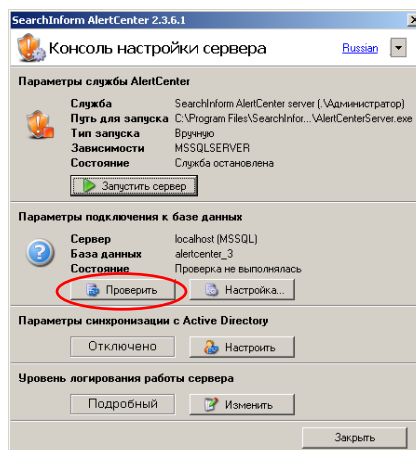 SearchInform AlertCenter 2.3.6.1
Консоль настройки сервера
Russian
Параметры службы AlertCenter
Служба SearchInform AlertCenter server (.\Администратор)
Путь для запуска C:\Program Files\SearchInfor...\AlertCenterServer.exe
Тип запуска Вручную
Зависимости MSSQLSERVER
Состояние Служба остановлена
Запустить сервер
Параметры подключения к базе данных
Сервер localhost (MSSQL)
База данных alertcenter_3
Состояние Проверка не выполнялась
Проверить Настройка...
Параметры синхронизации с Active Directory
Отключено Настроить
Уровень логирования работы сервера
Подробный Изменить
Закрыть